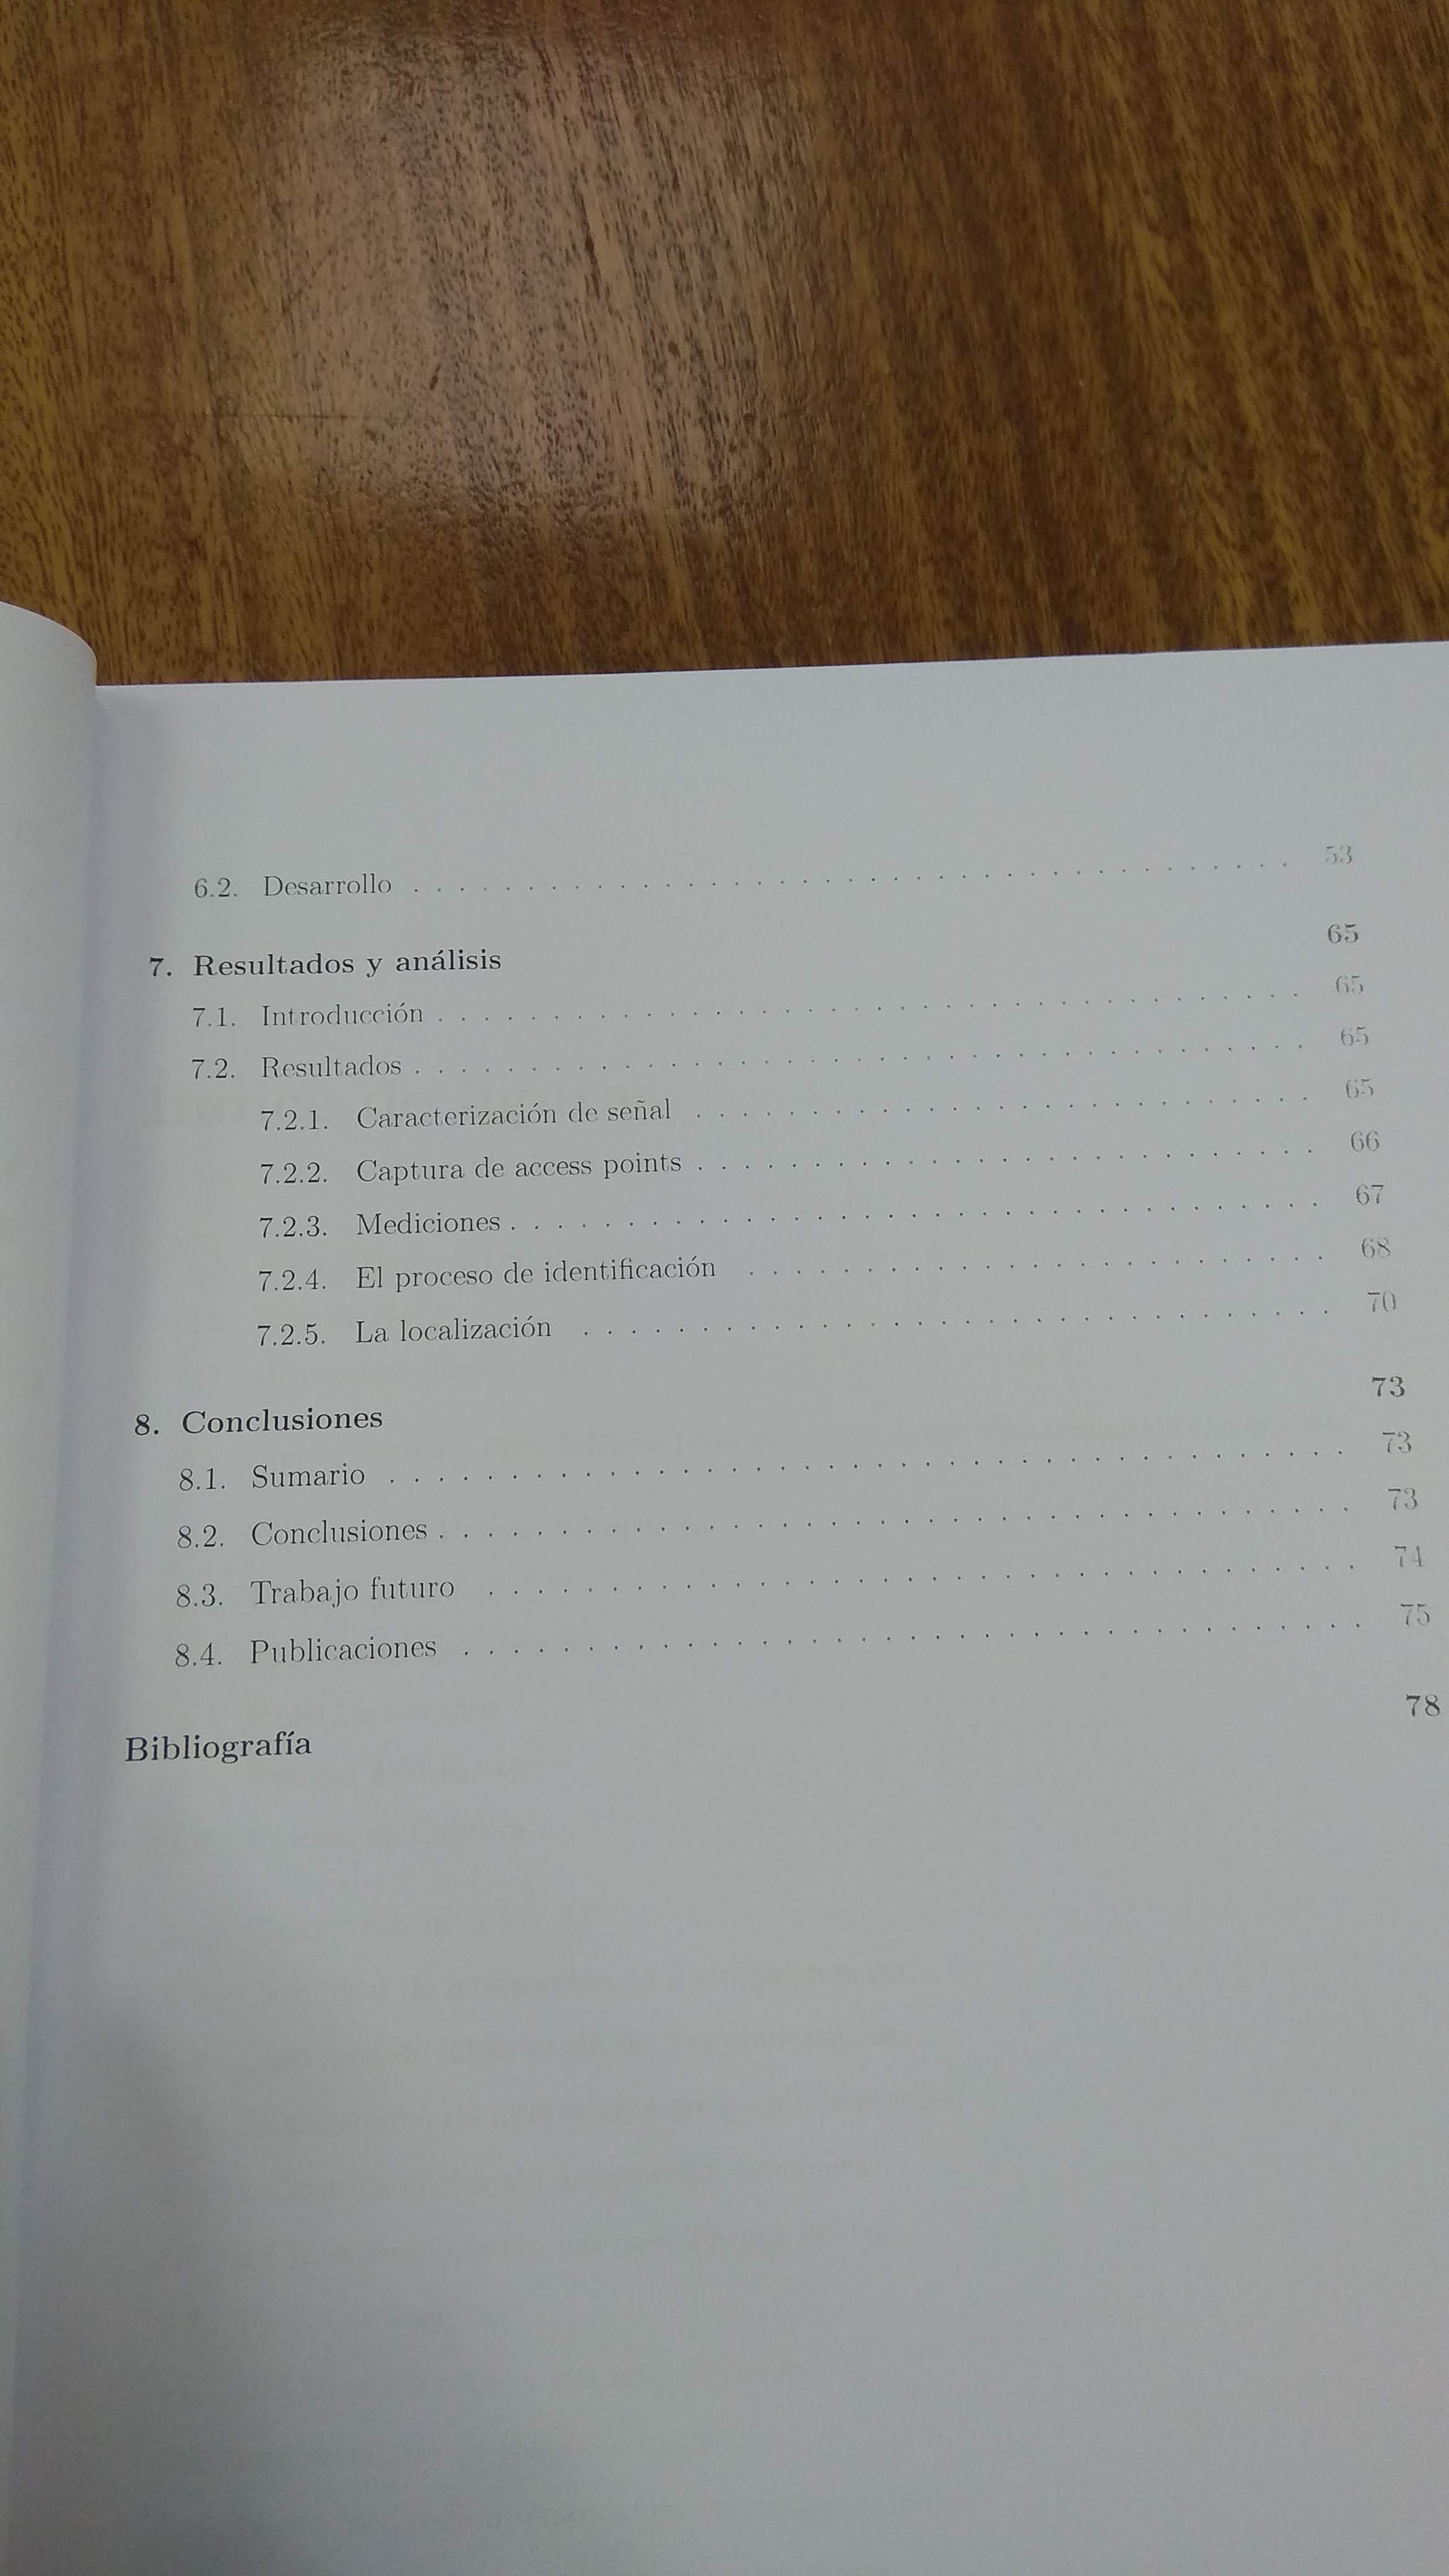 6.2. Desarrollo . . . . . . . . . . . . . . . . . . . . . . . . . . . . . . . . . . . . . 53
7. Resultados y análisis 65
7.1. Introducción . . . . . . . . . . . . . . . . . . . . . . . . . . . . . . . . . . . . 65
7.2. Resultados . . . . . . . . . . . . . . . . . . . . . . . . . . . . . . . . . . . . . 65
7.2.1. Caracterización de señal . . . . . . . . . . . . . . . . . . . . . . . . . . 65
7.2.2. Captura de access points . . . . . . . . . . . . . . . . . . . . . . . . . . 66
7.2.3. Mediciones . . . . . . . . . . . . . . . . . . . . . . . . . . . . . . . . . . 67
7.2.4. El proceso de identificación . . . . . . . . . . . . . . . . . . . . . . . . 68
7.2.5. La localización . . . . . . . . . . . . . . . . . . . . . . . . . . . . . . . 70
8. Conclusiones 73
8.1. Sumario . . . . . . . . . . . . . . . . . . . . . . . . . . . . . . . . . . . . . . 73
8.2. Conclusiones . . . . . . . . . . . . . . . . . . . . . . . . . . . . . . . . . . . . 73
8.3. Trabajo futuro . . . . . . . . . . . . . . . . . . . . . . . . . . . . . . . . . . 74
8.4. Publicaciones . . . . . . . . . . . . . . . . . . . . . . . . . . . . . . . . . . . 75
Bibliografía 78